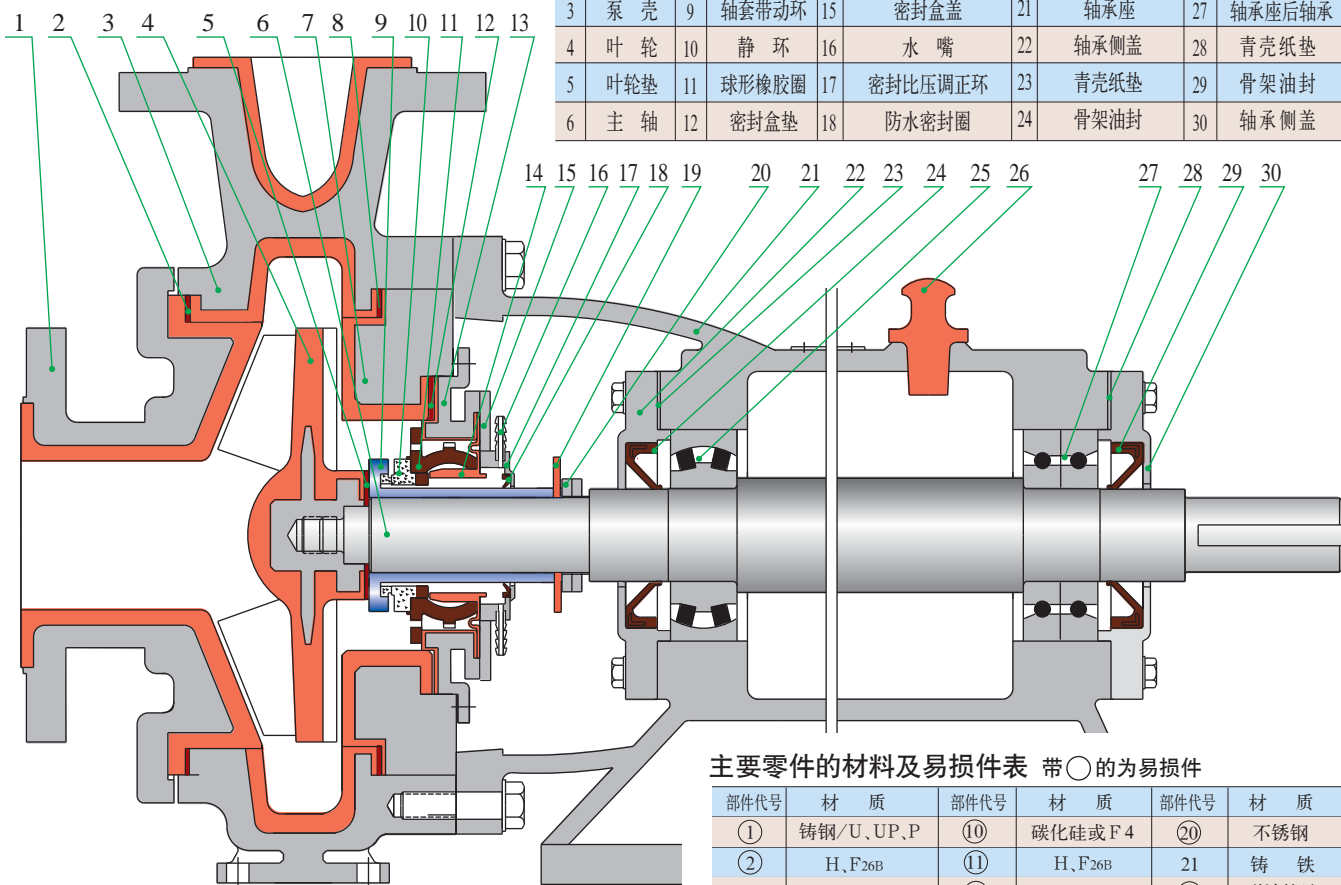 3 泵 壳 9 轴套带动环 15 密封盒盖 21 轴承座 27 轴承座后轴承
4 叶 轮 10 静 环 16 水 嘴 22 轴承侧盖 28 青壳纸垫
5 叶轮垫 11 球形橡胶圈 17 密封比压调正环 23 青壳纸垫 29 骨架油封
6 主 轴 12 密封盒垫 18 防水密封圈 24 骨架油封 30 轴承侧盖
1 2 3 4 5 6 7 8 9 10 11 12 13
14 15 16 17 18 19 20 21 22 23 24 25 26 27 28 29 30
主要零件的材料及易损件表 带○的为易损件
部件代号 材 质 部件代号 材 质 部件代号 材 质
① 铸钢/U、UP、P ⑩ 碳化硅或F4 ⑳ 不锈钢
② H、F26B ⑪ H、F26B 21 铸 铁